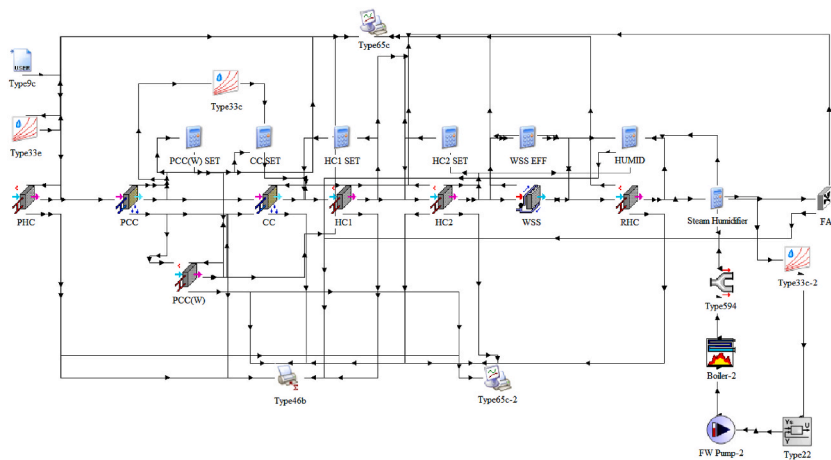 Type65c
USER
Type9c
Type33c
Type33e
PCC(W) SET
CC SET
HC1 SET
HC2 SET
WSS EFF
HUMID
PHC
PCC
CC
HC1
HC2
WSS
RHC
Steam Humidifier
FA
PCC(W)
Type33c-2
Type594
Boiler-2
Type46b
Type65c-2
FW Pump-2
Ys
U
Y
Type22